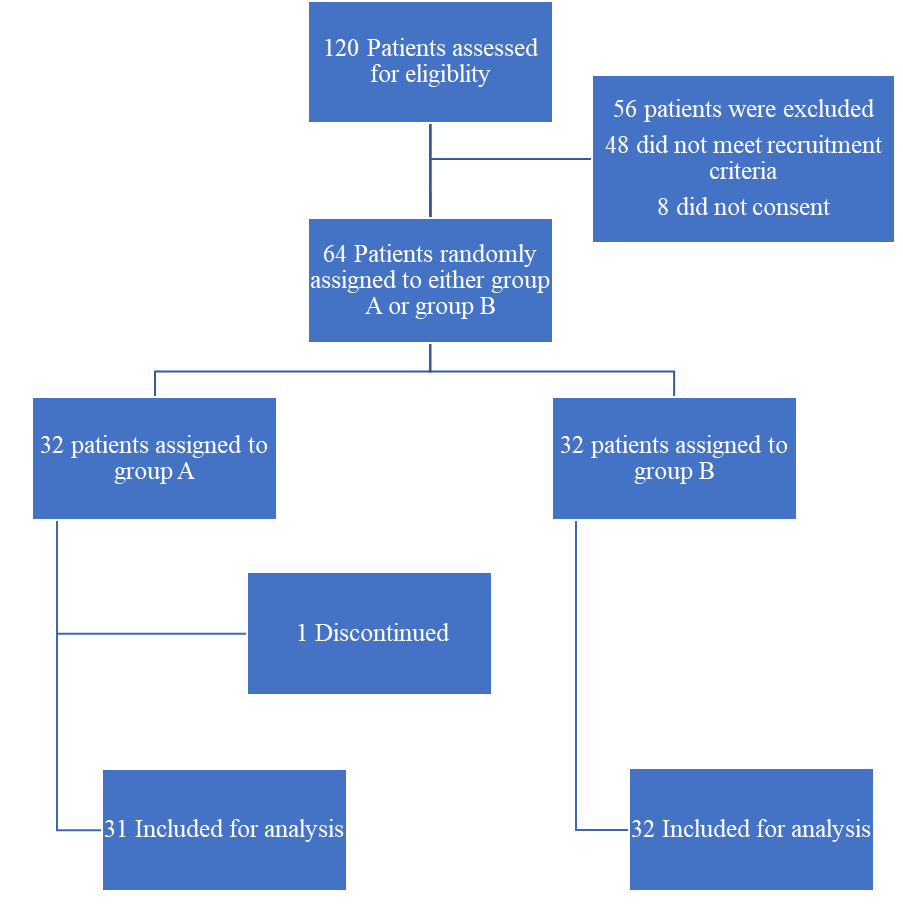 120 Patients assessed
for eligiblity
56 patients were excluded
48 did not meet recruitment
criteria
8 did not consent
64 Patients randomly
assigned to either group
A or group B
32 patients assigned to
group A
32 patients assigned to
group B
1 Discontinued
31 Included for analysis
32 Included for analysis